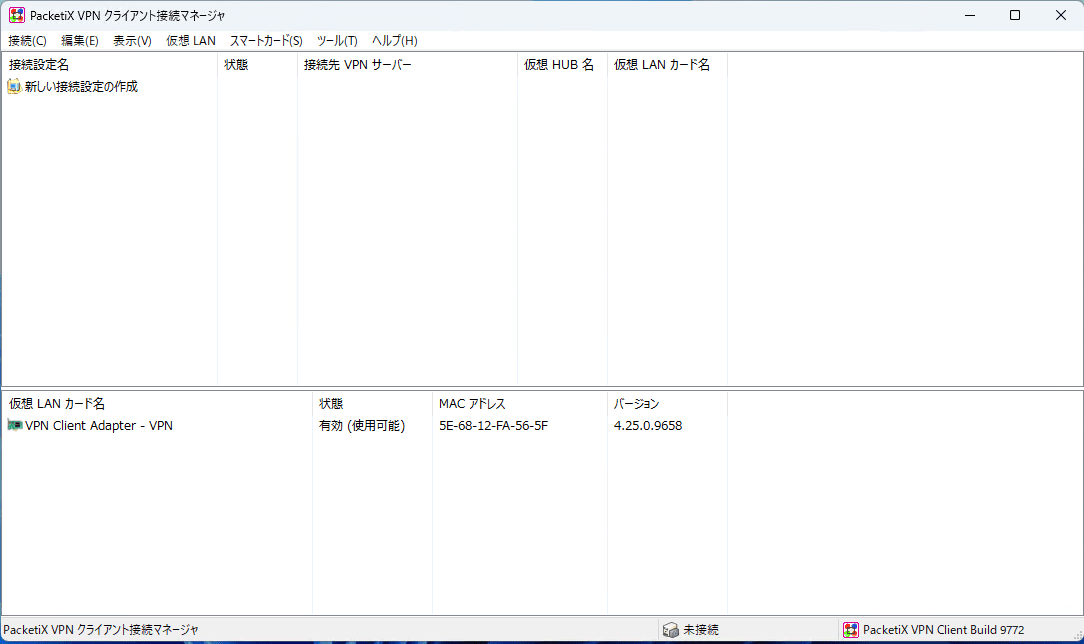 PacketiX VPN クライアント接続マネージャ
接続(C) 編集(E) 表示(V) 仮想 LAN スマートカード(S) ツール(T) ヘルプ(H)
接続設定名 状態 接続先 VPN サーバー 仮想 HUB 名 仮想 LAN カード名
新しい接続設定の作成
仮想 LAN カード名 状態 MAC アドレス バージョン
VPN Client Adapter - VPN 有効 (使用可能) 5E-68-12-FA-56-5F 4.25.0.9658
PacketiX VPN クライアント接続マネージャ 未接続 PacketiX VPN Client Build 9772